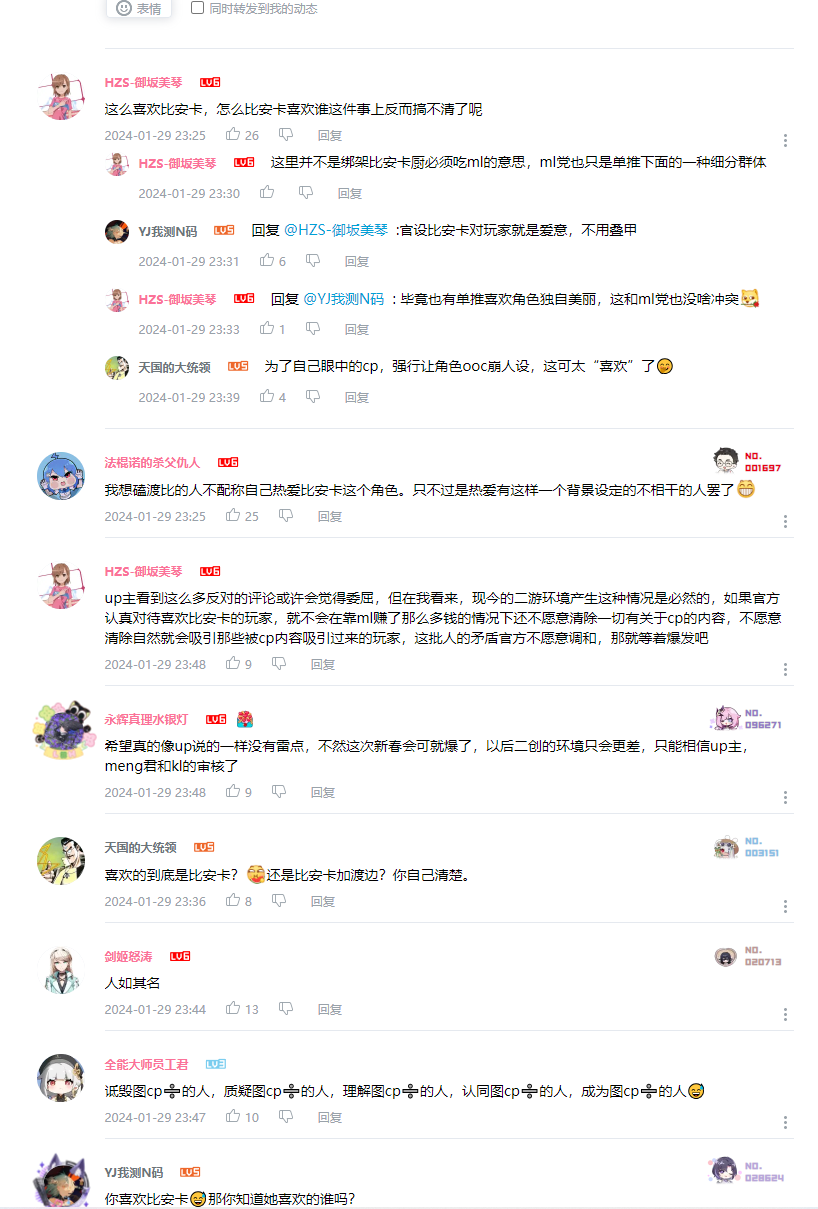 表情 同时转发到我的动态
HZS-御坂美琴 LV6
这么喜欢比安卡，怎么比安卡喜欢谁这件事上反而搞不清了呢
2024-01-29 23:25 26 回复
HZS-御坂美琴 LV6 这里并不是绑架比安卡厨必须吃ml的意思，ml党也只是单推下面的一种细分群体
2024-01-29 23:30 回复
YJ我测N码 LV5 回复 @HZS-御坂美琴 :官设比安卡对玩家就是爱意，不用叠甲
2024-01-29 23:31 6 回复
HZS-御坂美琴 LV6 回复 @YJ我测N码 : 毕竟也有单推喜欢角色独自美丽，这和ml党也没啥冲突
2024-01-29 23:33 1 回复
天国的大统领 LV5 为了自己眼中的cp，强行让角色ooc崩人设，这可太“喜欢”了
2024-01-29 23:39 4 回复
法棍诺的杀父仇人 LV6 NO.
001697
我想磕渡比的人不配称自己热爱比安卡这个角色。只不过是热爱有这样一个背景设定的不相干的人罢了
2024-01-29 23:25 25 回复
HZS-御坂美琴 LV6
up主看到这么多反对的评论或许会觉得委屈，但在我看来，现今的二游环境产生这种情况是必然的，如果官方
认真对待喜欢比安卡的玩家，就不会在靠ml赚了那么多钱的情况下还不愿意清除一切有关于cp的内容，不愿意
清除自然就会吸引那些被cp内容吸引过来的玩家，这批人的矛盾官方不愿意调和，那就等着爆发吧
2024-01-29 23:48 9 回复
永辉真理水银灯 LV6 NO.
096271
希望真的像up说的一样没有雷点，不然这次新春会可就爆了，以后二创的环境只会更差，只能相信up主，
meng君和kl的审核了
2024-01-29 23:48 9 回复
天国的大统领 LV5 NO.
003151
喜欢的到底是比安卡？还是比安卡加渡边？你自己清楚。
2024-01-29 23:36 8 回复
剑姬怒涛 LV6 NO.
020713
人如其名
2024-01-29 23:44 13 回复
全能大师员工君 LV3
诋毁图cp➗的人，质疑图cp➗的人，理解图cp➗的人，认同图cp➗的人，成为图cp➗的人
2024-01-29 23:47 10 回复
YJ我测N码 LV5 NO.
028624
你喜欢比安卡那你知道她喜欢的谁吗？